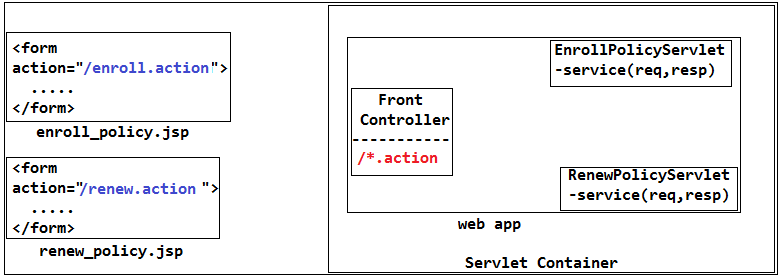 <form
action="/enroll.action">
.....
</form>
enroll_policy.jsp
<form
action="/renew.action ">
.....
</form>
renew_policy.jsp
Front
Controller
-----------
/*.action
EnrollPolicyServlet
-service(req,resp)
RenewPolicyServlet
-service(req,resp)
web app
Servlet Container